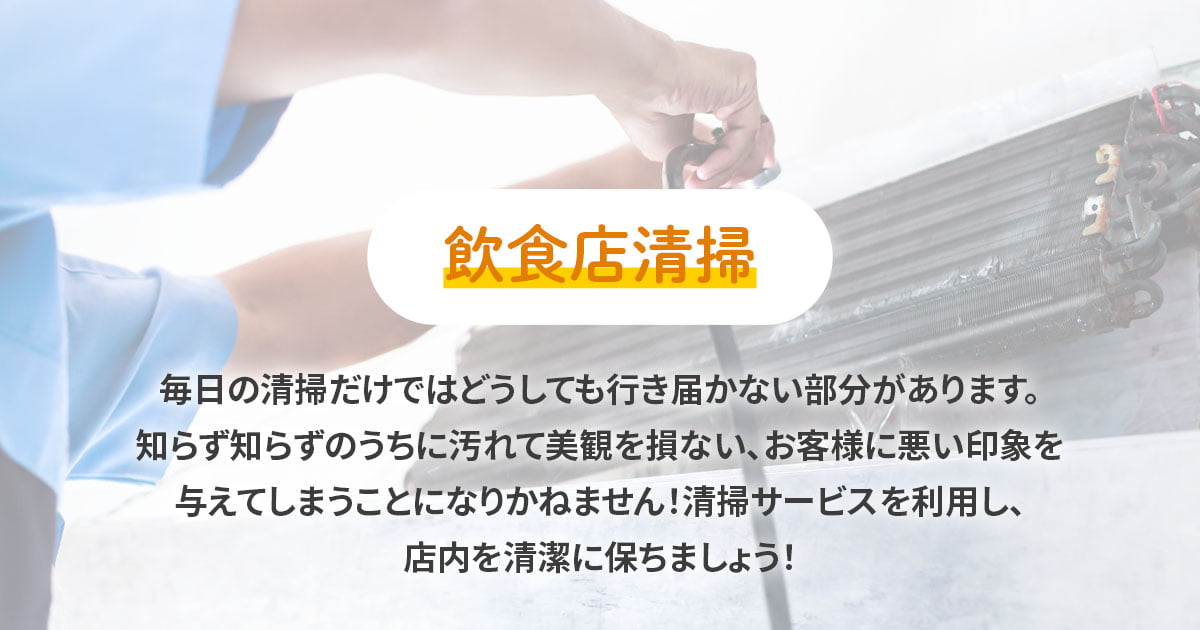 飲食店清掃
毎日の清掃だけではどうしても行き届かない部分があります。
知らず知らずのうちに汚れて美観を損ない、お客様に悪い印象を
与えてしまうことになりかねません!清掃サービスを利用し、
店内を清潔に保ちましょう!